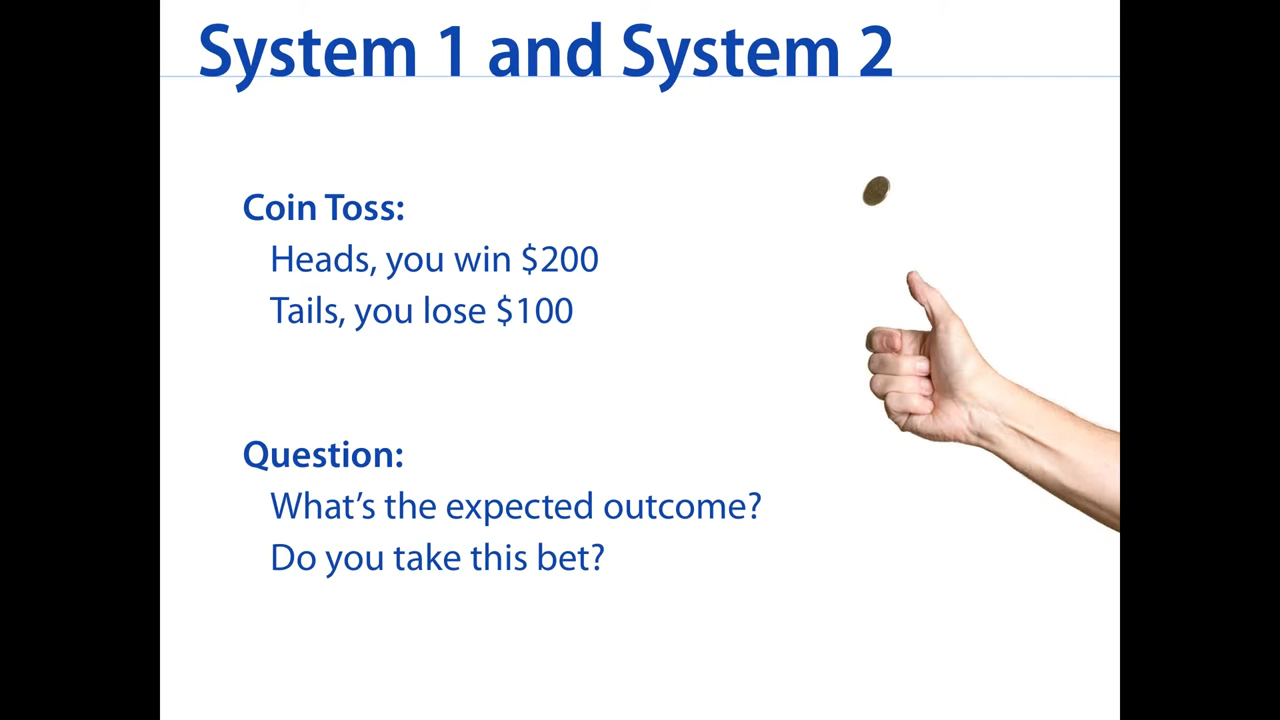 System 1 and System 2
Coin Toss:
Heads, you win $200
Tails, you lose $100
Question:
What’s the expected outcome?
Do you take this bet?